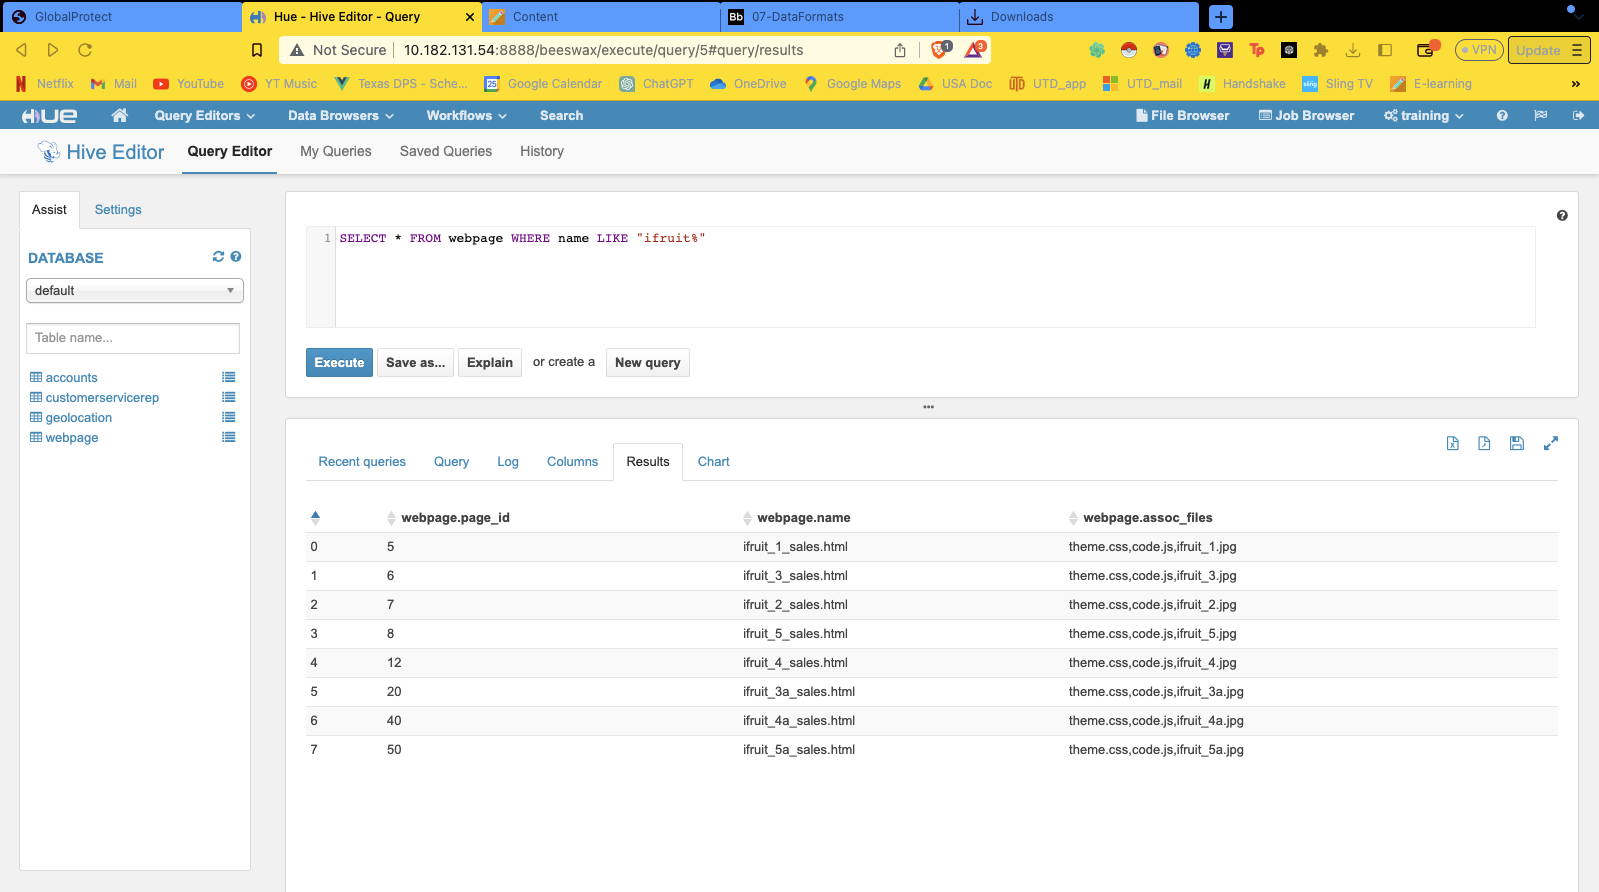 GlobalProtect
Hue - Hive Editor - Query
Content
Bb 07-DataFormats
Downloads
Not Secure 10.182.131.54:8888/beeswax/execute/query/5#query/results
1
3
VPN
Update
Netflix
Mail
YouTube
YT Music
Texas DPS - Sche...
Google Calendar
ChatGPT
OneDrive
Google Maps
USA Doc
UTD_app
UTD_mail
Handshake
Sling TV
E-learning
HUE
Query Editors
Data Browsers
Workflows
Search
File Browser
Job Browser
training
Hive Editor
Query Editor
My Queries
Saved Queries
History
Assist
Settings
DATABASE
default
Table name...
accounts
customerservicerep
geolocation
webpage
1 SELECT * FROM webpage WHERE name LIKE "ifruit%"
Execute
Save as...
Explain
or create a
New query
Recent queries
Query
Log
Columns
Results
Chart
webpage.page_id webpage.name webpage.assoc_files
0 5 ifruit_1_sales.html theme.css,code.js,ifruit_1.jpg
1 6 ifruit_3_sales.html theme.css,code.js,ifruit_3.jpg
2 7 ifruit_2_sales.html theme.css,code.js,ifruit_2.jpg
3 8 ifruit_5_sales.html theme.css,code.js,ifruit_5.jpg
4 12 ifruit_4_sales.html theme.css,code.js,ifruit_4.jpg
5 20 ifruit_3a_sales.html theme.css,code.js,ifruit_3a.jpg
6 40 ifruit_4a_sales.html theme.css,code.js,ifruit_4a.jpg
7 50 ifruit_5a_sales.html theme.css,code.js,ifruit_5a.jpg